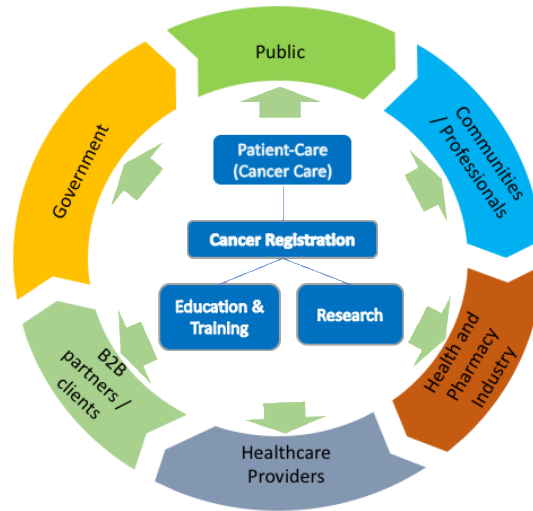 Public
Communities
/ Professionals
Health and
Pharmacy
Industry
Healthcare
Providers
B2B
partners /
clients
Government
Patient-Care
(Cancer Care)
Cancer Registration
Education &
Training
Research